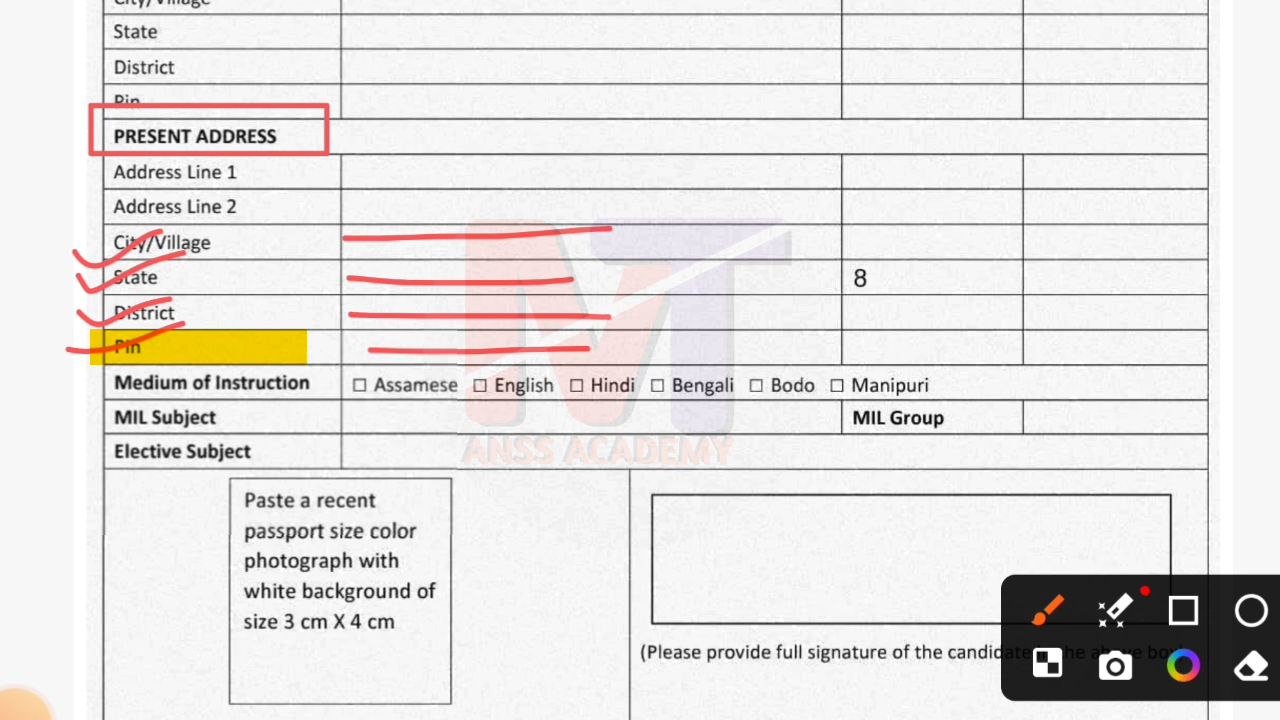 City/Village
State
District
Pin
PRESENT ADDRESS
Address Line 1
Address Line 2
City/Village
State 8
District
Pin
Medium of Instruction ☐ Assamese ☐ English ☐ Hindi ☐ Bengali ☐ Bodo ☐ Manipuri
MIL Subject MIL Group
Elective Subject
MT
ANSS ACADEMY
Paste a recent
passport size color
photograph with
white background of
size 3 cm X 4 cm
(Please provide full signature of the candidate in the above box)